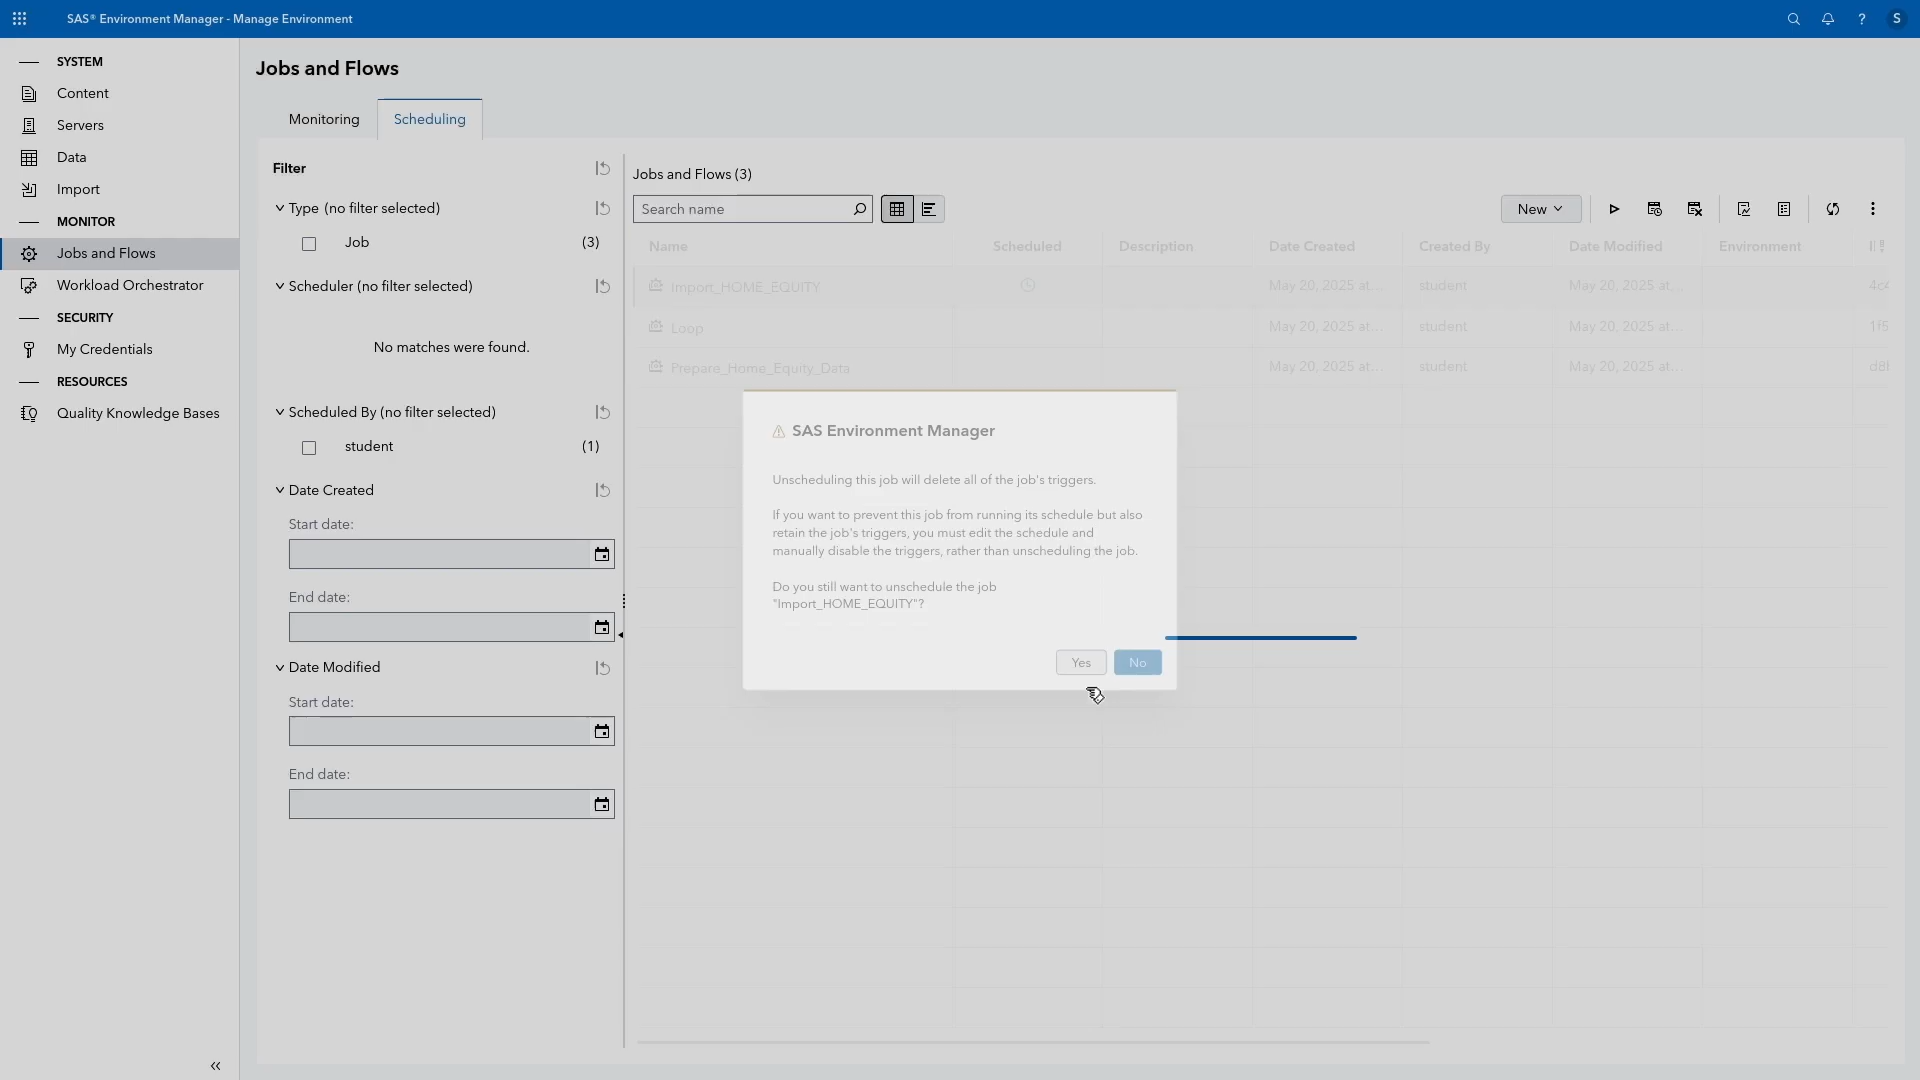 SAS® Environment Manager - Manage Environment
?
S
SYSTEM
Content
Servers
Data
Import
MONITOR
Jobs and Flows
Workload Orchestrator
SECURITY
My Credentials
RESOURCES
Quality Knowledge Bases
Jobs and Flows
Monitoring
Scheduling
Filter
Type (no filter selected)
Job (3)
Scheduler (no filter selected)
No matches were found.
Scheduled By (no filter selected)
student (1)
Date Created
Start date:
End date:
Date Modified
Start date:
End date:
Jobs and Flows (3)
Search name
New
Name Scheduled Description Date Created Created By Date Modified Environment
Import_HOME_EQUITY May 20, 2025 at... student May 20, 2025 at...
Loop May 20, 2025 at... student May 20, 2025 at... 1f5
Prepare_Home_Equity_Data May 20, 2025 at... student May 20, 2025 at...
SAS Environment Manager
Unscheduling this job will delete all of the job's triggers.
If you want to prevent this job from running its schedule but also
retain the job's triggers, you must edit the schedule and
manually disable the triggers, rather than unscheduling the job.
Do you still want to unschedule the job
"Import_HOME_EQUITY"?
Yes
No